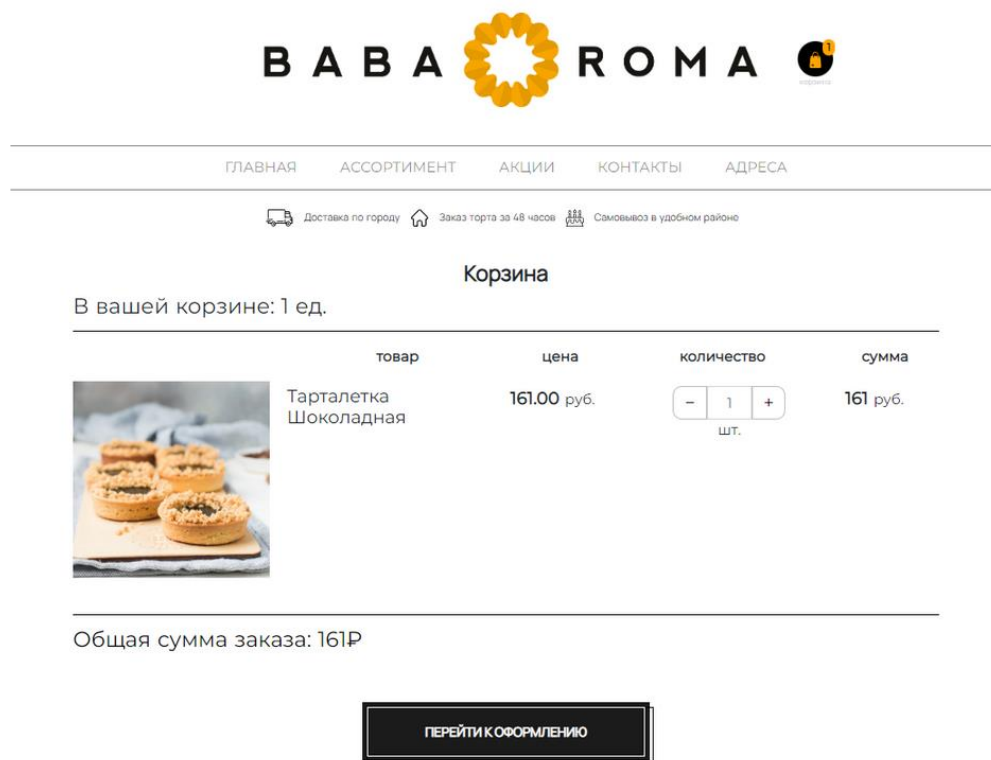 BABA ROMA
1
ГЛАВНАЯ АССОРТИМЕНТ АКЦИИ КОНТАКТЫ АДРЕСА
Доставка по городу Заказ торта за 48 часов Самовывоз в удобном районе
Корзина
В вашей корзине: 1 ед.
товар цена количество сумма
Тарталетка 161.00 руб. − 1 + 161 руб.
Шоколадная
шт.
Общая сумма заказа: 161₽
ПЕРЕЙТИ К ОФОРМЛЕНИЮ